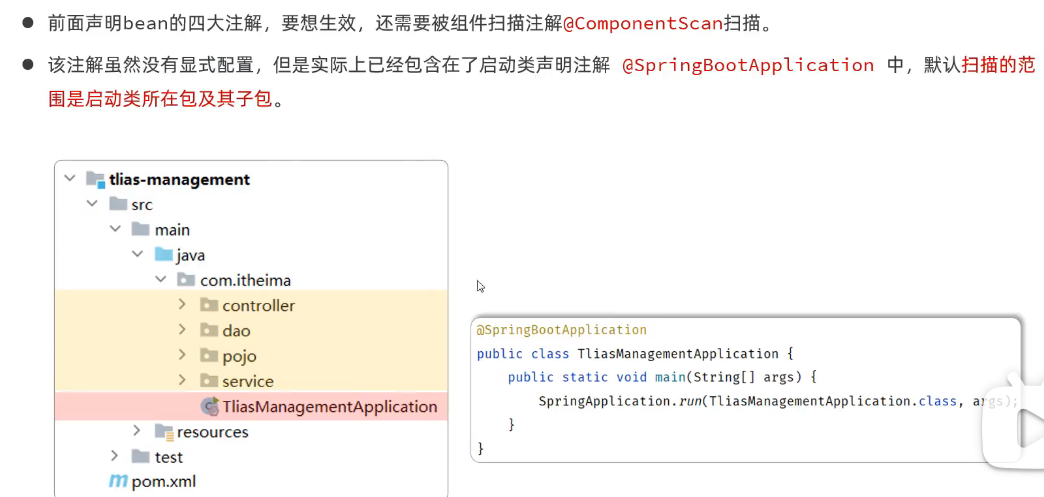 前面声明bean的四大注解，要想生效，还需要被组件扫描注解@ComponentScan扫描。
该注解虽然没有显式配置，但是实际上已经包含在了启动类声明注解 @SpringBootApplication 中，默认扫描的范
围是启动类所在包及其子包。
tlias-management
src
main
java
com.itheima
controller
dao
pojo
service
TliasManagementApplication
resources
test
pom.xml
@SpringBootApplication
public class TliasManagementApplication {
public static void main(String[] args) {
SpringApplication.run(TliasManagementApplication.class, args);
}
}